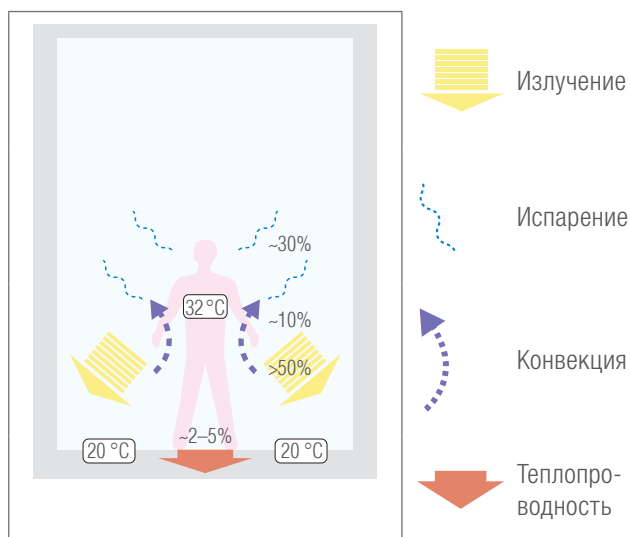 Излучение
Испарение
~30%
32 °C
~10%
Конвекция
>50%
~2–5%
20 °C
20 °C
Теплопро-
водность